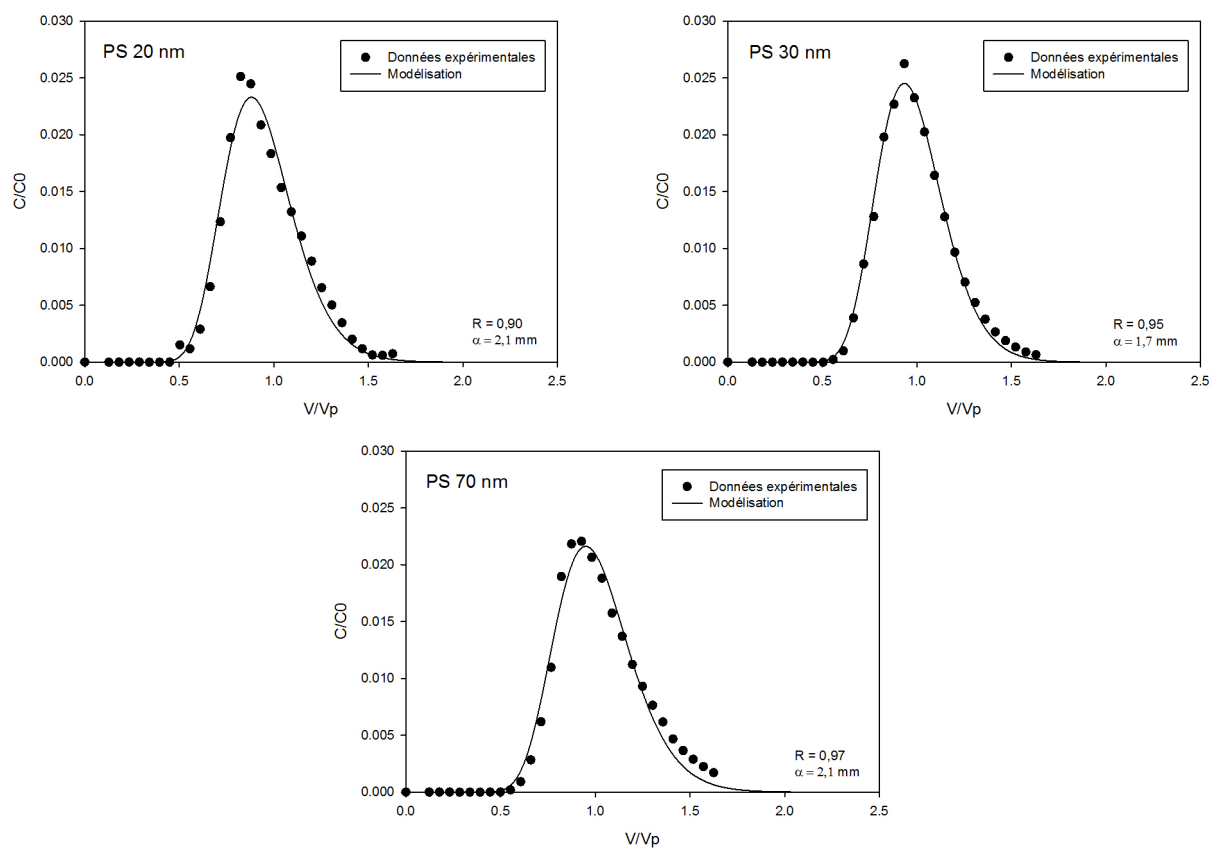 PS 20 nm
Données expérimentales
Modélisation
0.030
0.025
0.020
0.015
0.010
0.005
0.000
C/C0
R = 0,90
α = 2,1 mm
0.0 0.5 1.0 1.5 2.0 2.5
V/Vp
PS 30 nm
Données expérimentales
Modélisation
0.030
0.025
0.020
0.015
0.010
0.005
0.000
C/C0
R = 0,95
α = 1,7 mm
0.0 0.5 1.0 1.5 2.0 2.5
V/Vp
PS 70 nm
Données expérimentales
Modélisation
0.030
0.025
0.020
0.015
0.010
0.005
0.000
C/C0
R = 0,97
α = 2,1 mm
0.0 0.5 1.0 1.5 2.0 2.5
V/Vp